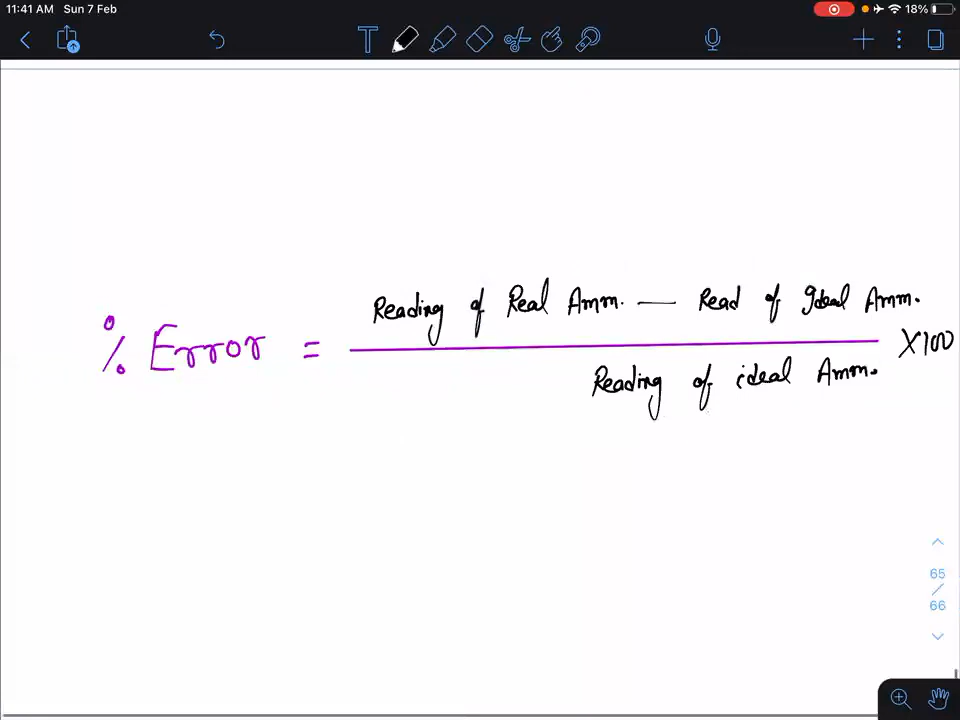 11:41 AM Sun 7 Feb 18%
T
Reading of Real Amm. — Read of Ideal Amm.
% Error = X100
Reading of ideal Amm.
65
/
66